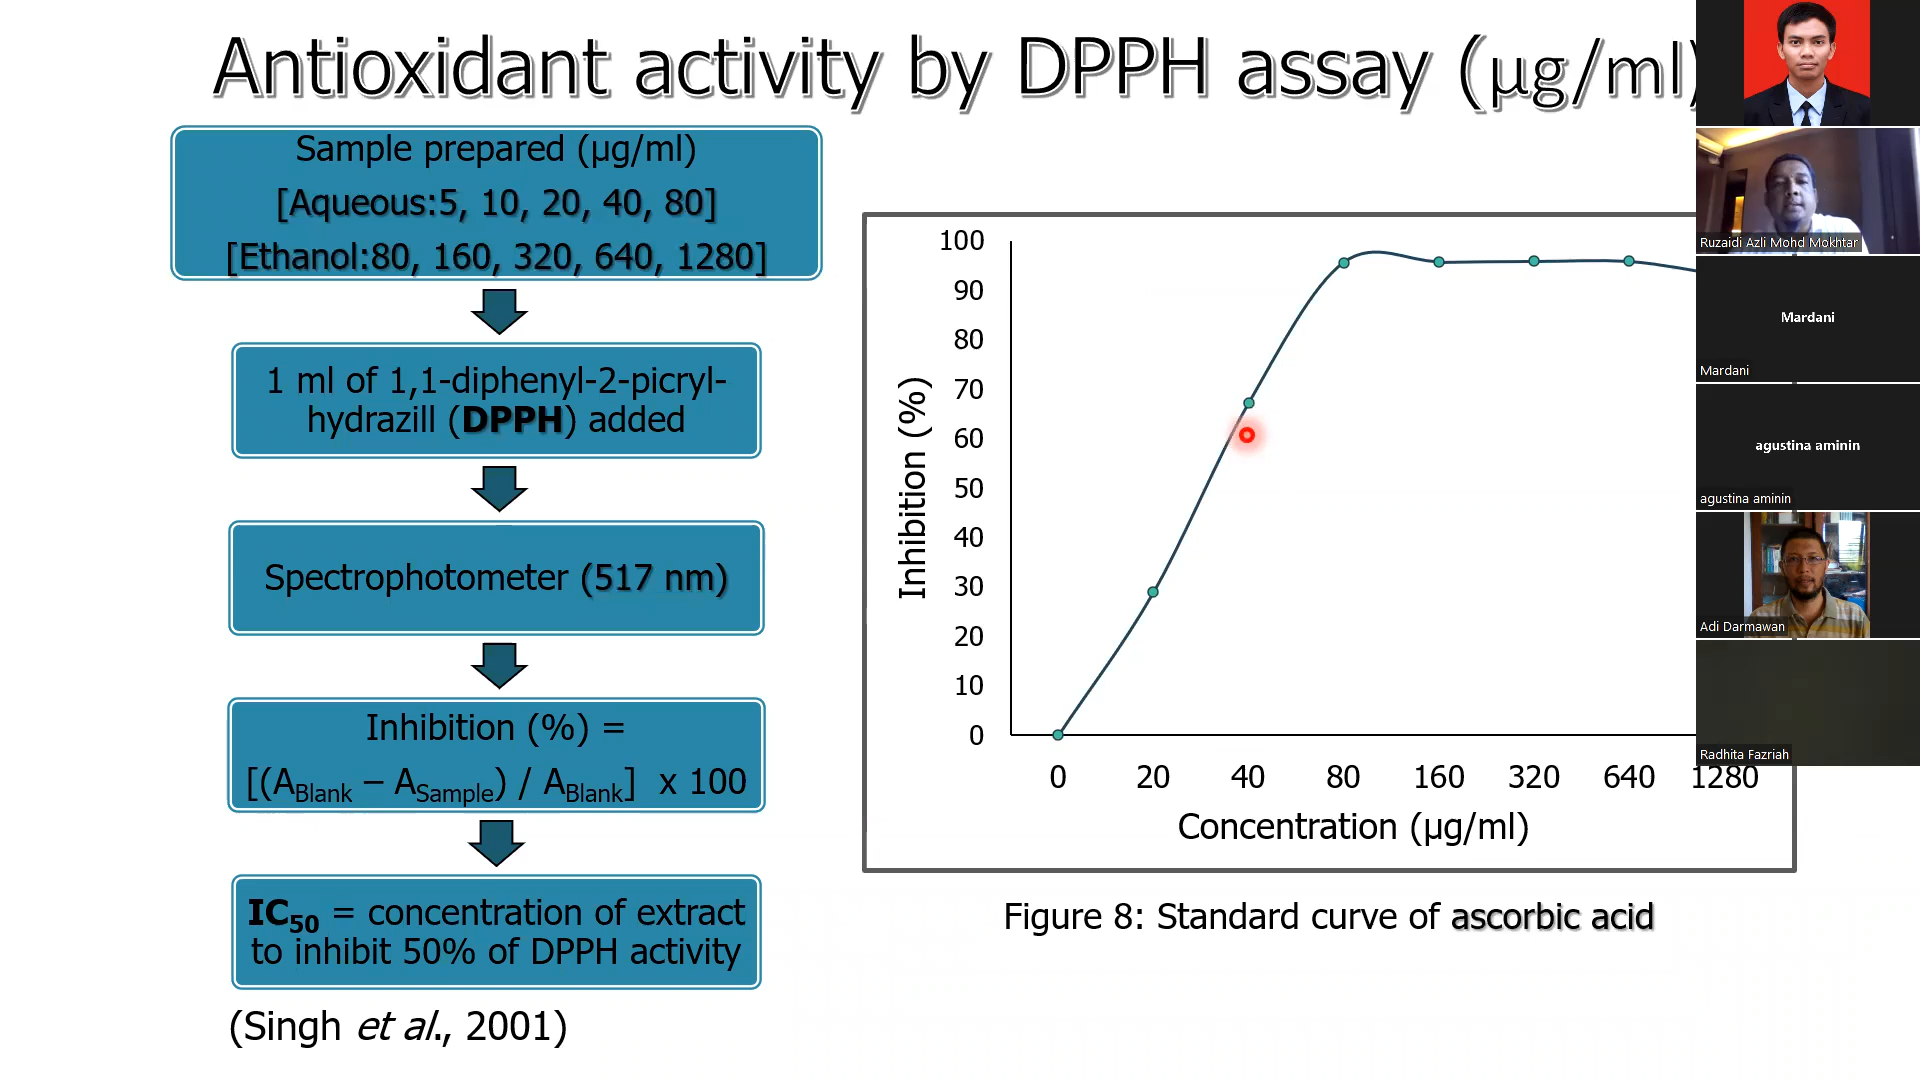 Antioxidant activity by DPPH assay (µg/ml)
Sample prepared (µg/ml)
[Aqueous:5, 10, 20, 40, 80]
[Ethanol:80, 160, 320, 640, 1280]
1 ml of 1,1-diphenyl-2-picryl-
hydrazill (DPPH) added
Spectrophotometer (517 nm)
Inhibition (%) =
[(ABlank – ASample) / ABlank] x 100
IC50 = concentration of extract
to inhibit 50% of DPPH activity
(Singh et al., 2001)
Inhibition (%)
100
90
80
70
60
50
40
30
20
10
0
0 20 40 80 160 320 640 1280
Concentration (µg/ml)
Figure 8: Standard curve of ascorbic acid
Ruzaidi Azli Mohd Mokhtar
Mardani
Mardani
agustina aminin
agustina aminin
Adi Darmawan
Radhita Fazriah